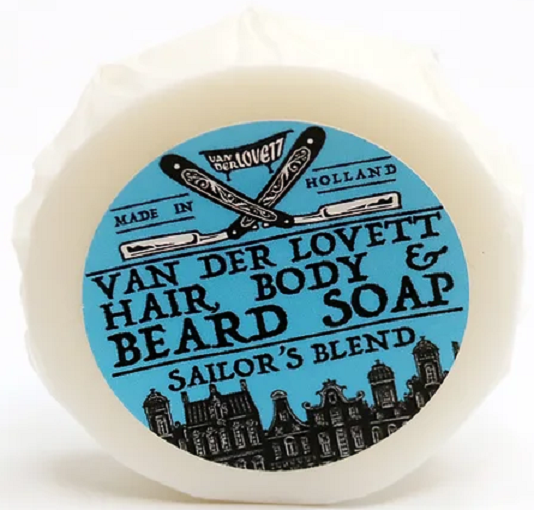 VAN DER LOVETT
MADE IN HOLLAND
VAN DER LOVETT
HAIR, BODY &
BEARD SOAP
SAILOR'S BLEND